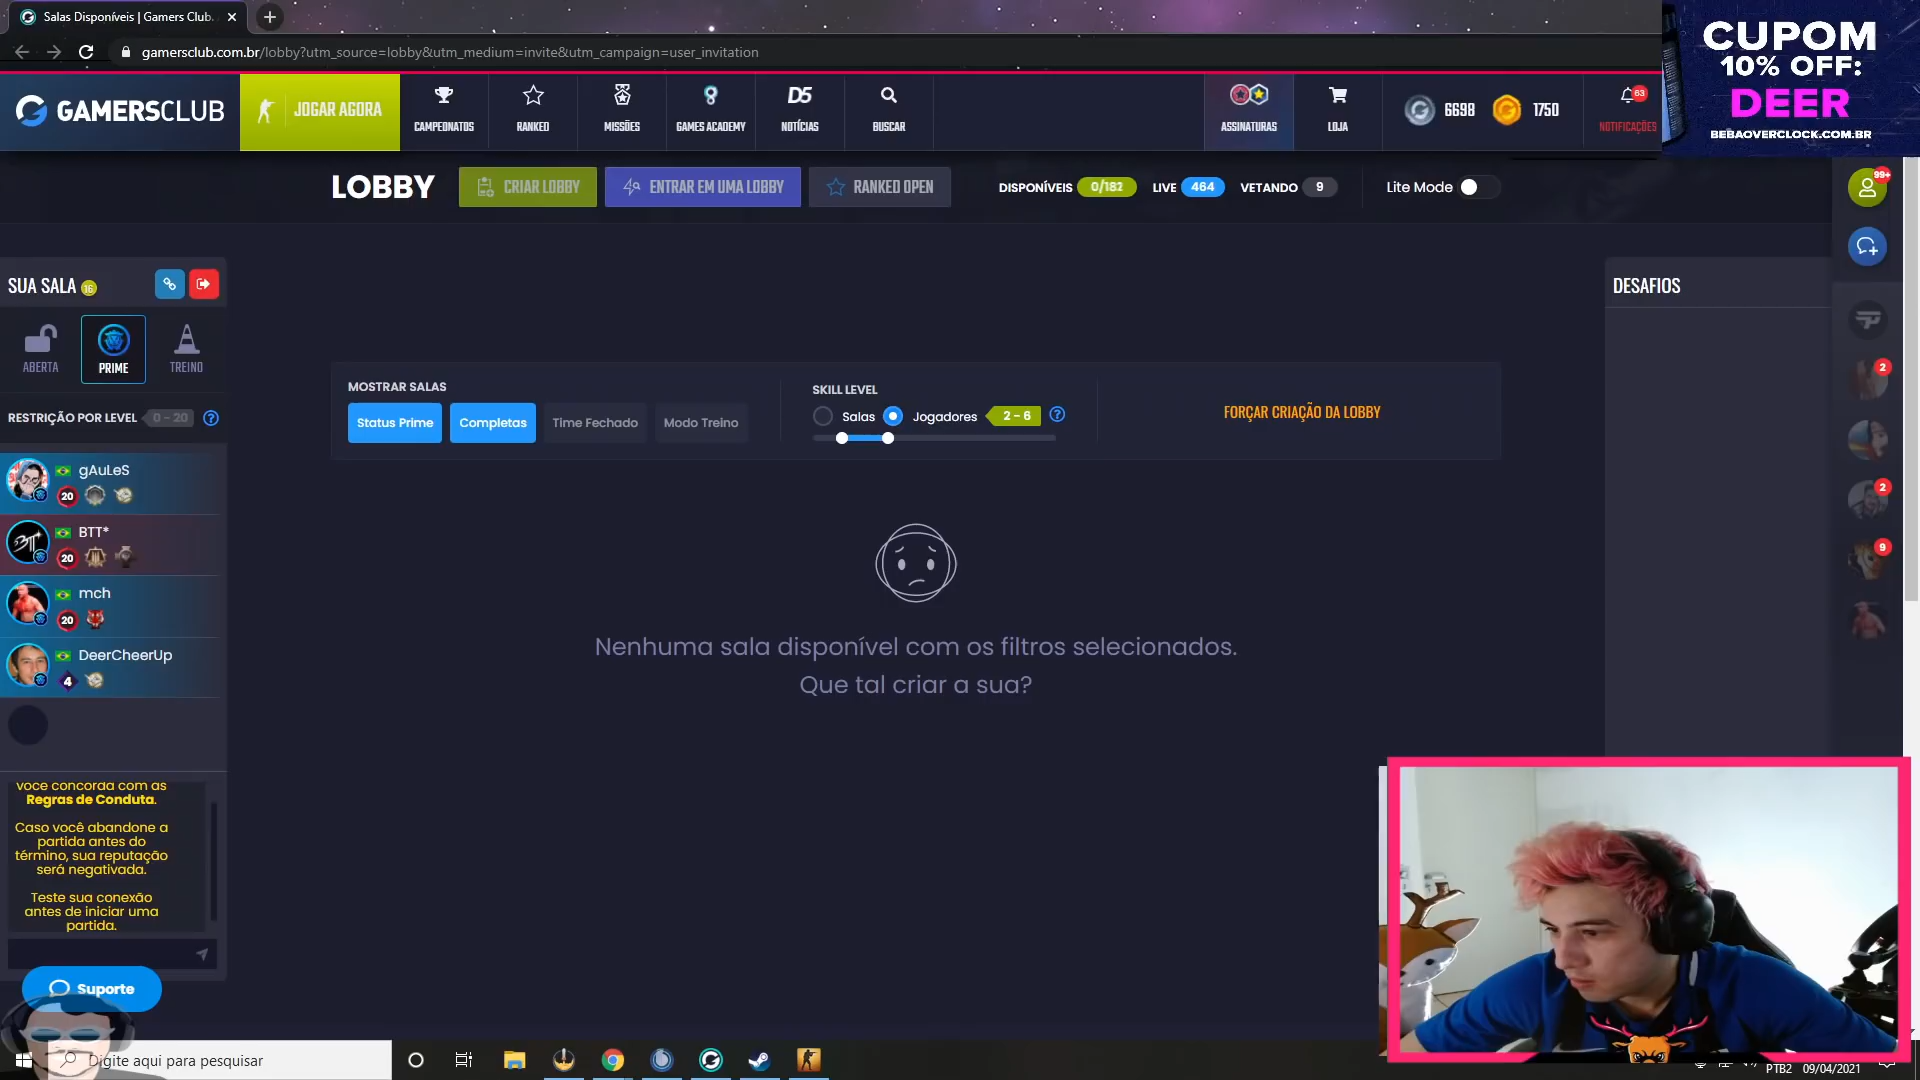 Salas Disponíveis | Gamers Club.
gamersclub.com.br/lobby?utm_source=lobby&utm_medium=invite&utm_campaign=user_invitation
CUPOM
10% OFF:
DEER
BEBAOVERCLOCK.COM.BR
GAMERSCLUB
JOGAR AGORA
CAMPEONATOS
RANKED
MISSÕES
GAMES ACADEMY
D5
NOTÍCIAS
BUSCAR
ASSINATURAS
LOJA
6698
1750
63
NOTIFICAÇÕES
LOBBY
CRIAR LOBBY
ENTRAR EM UMA LOBBY
RANKED OPEN
DISPONÍVEIS 0/182
LIVE 464
VETANDO 9
Lite Mode
99+
SUA SALA 16
ABERTA
PRIME
TREINO
RESTRIÇÃO POR LEVEL 0 - 20 ?
gAuLeS
20
BTT*
20
mch
20
DeerCheerUp
4
MOSTRAR SALAS
Status Prime
Completas
Time Fechado
Modo Treino
SKILL LEVEL
Salas
Jogadores
2 - 6
?
FORÇAR CRIAÇÃO DA LOBBY
Nenhuma sala disponível com os filtros selecionados.
Que tal criar a sua?
DESAFIOS
2
2
9
você concorda com as
Regras de Conduta.
Caso você abandone a
partida antes do
término, sua reputação
será negativada.
Teste sua conexão
antes de iniciar uma
partida.
Suporte
Digite aqui para pesquisar
PTB2
09/04/2021